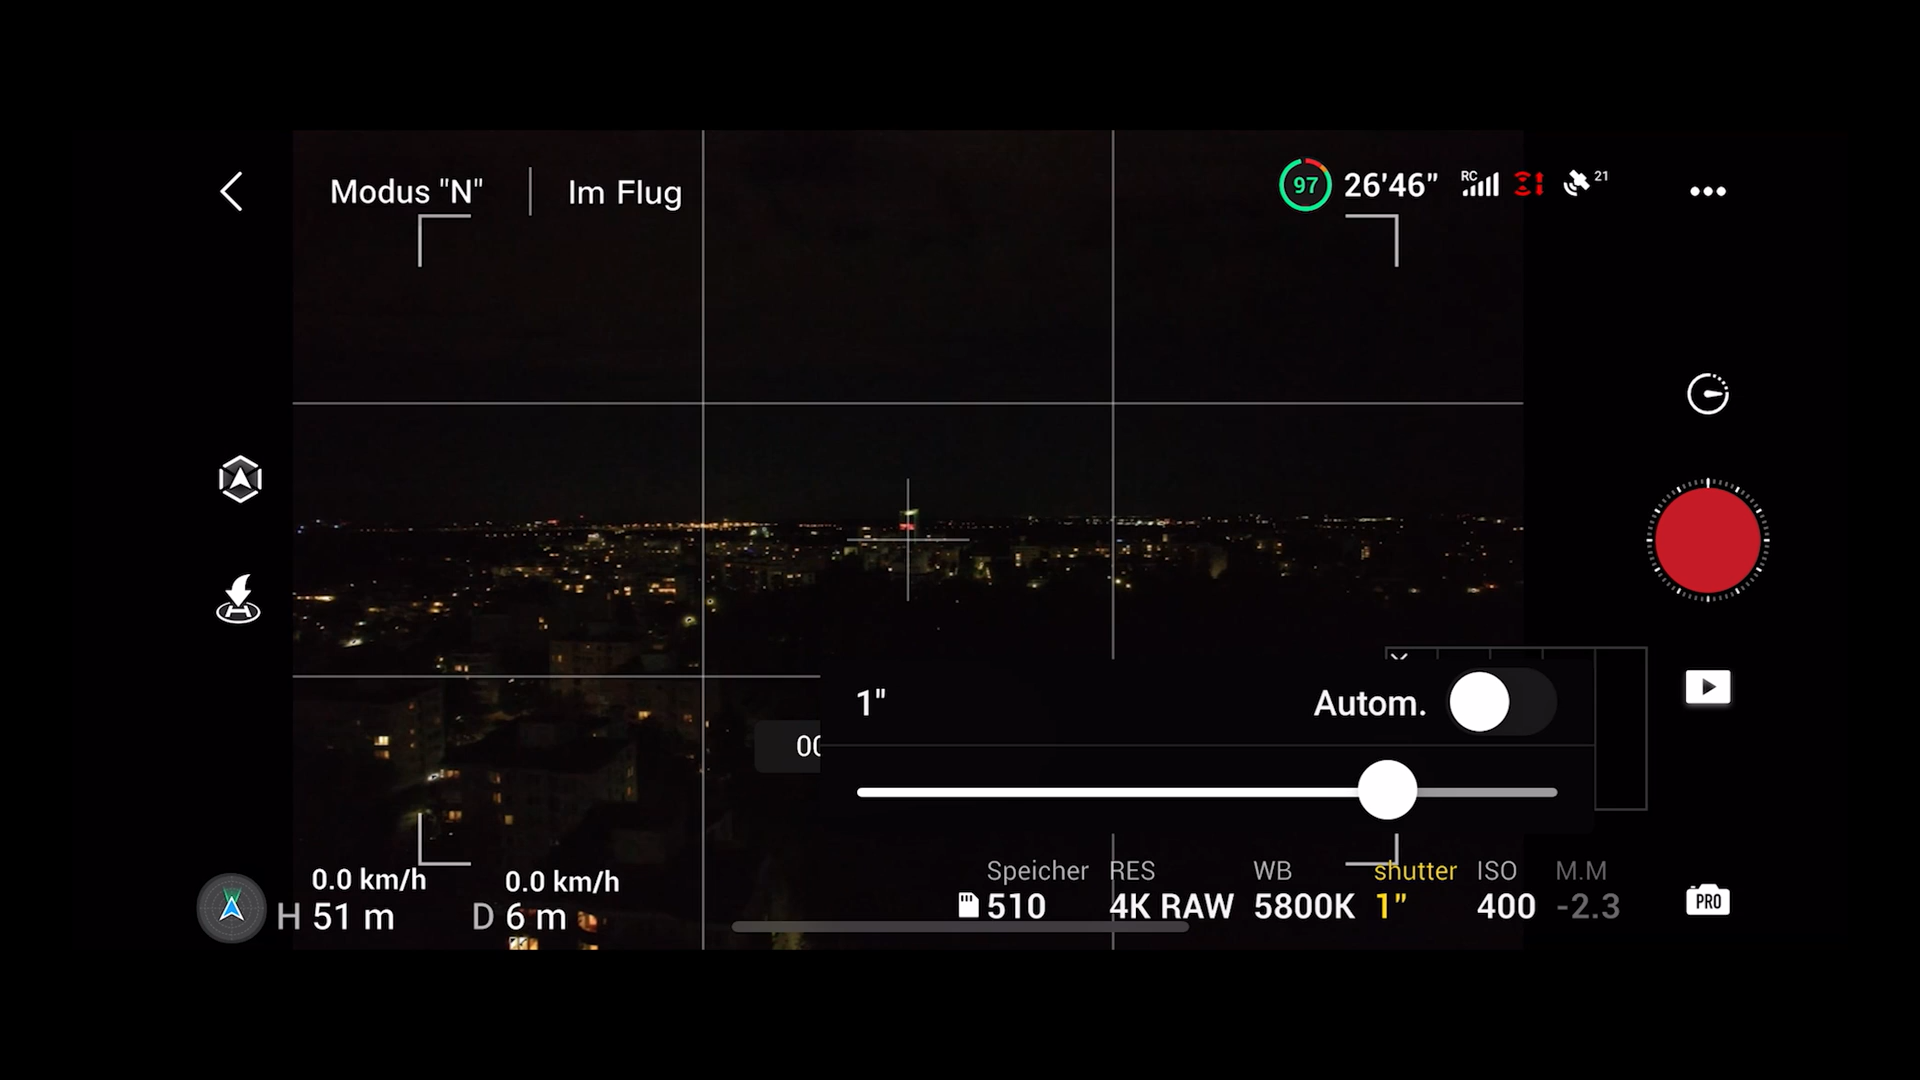 Modus "N" Im Flug
97 26'46" RC 21
1" Autom.
00
0.0 km/h 0.0 km/h
H 51 m D 6 m
Speicher RES WB shutter ISO M.M
510 4K RAW 5800K 1" 400 -2.3
PRO